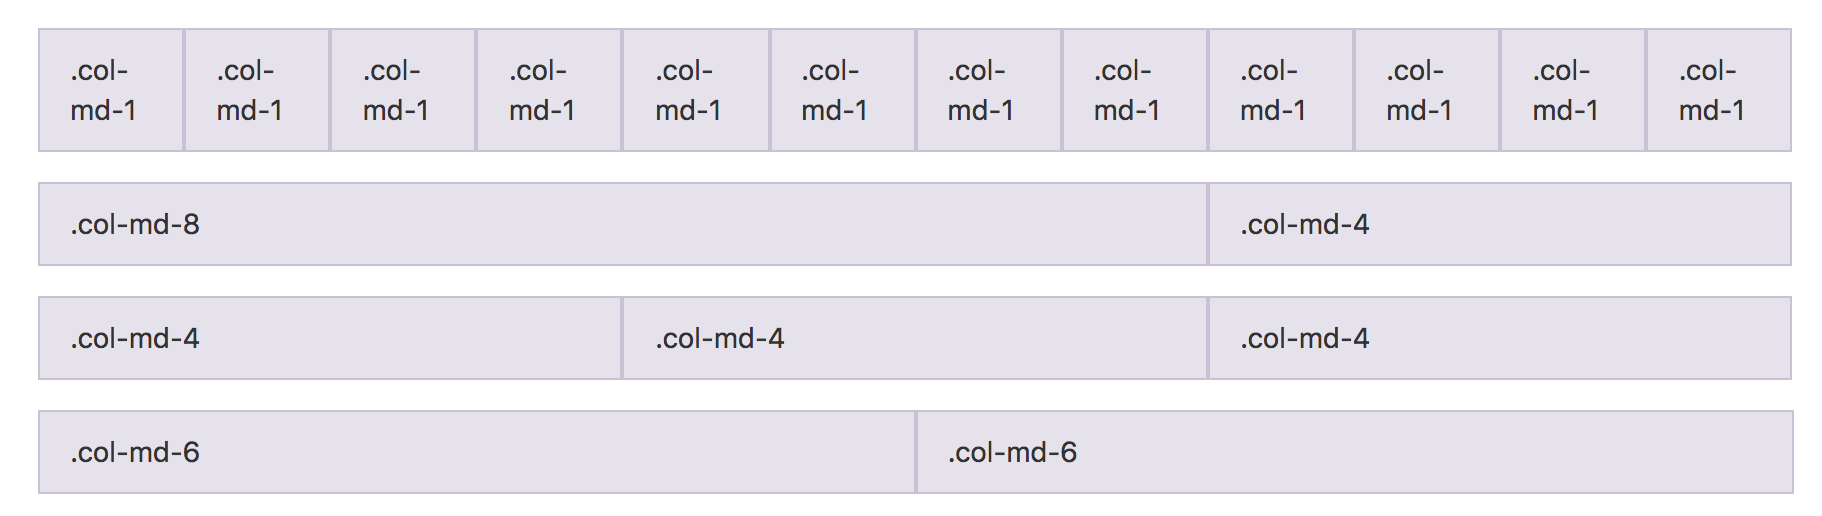 .col- .col- .col- .col- .col- .col- .col- .col- .col- .col- .col- .col-
md-1 md-1 md-1 md-1 md-1 md-1 md-1 md-1 md-1 md-1 md-1 md-1
.col-md-8 .col-md-4
.col-md-4 .col-md-4 .col-md-4
.col-md-6 .col-md-6